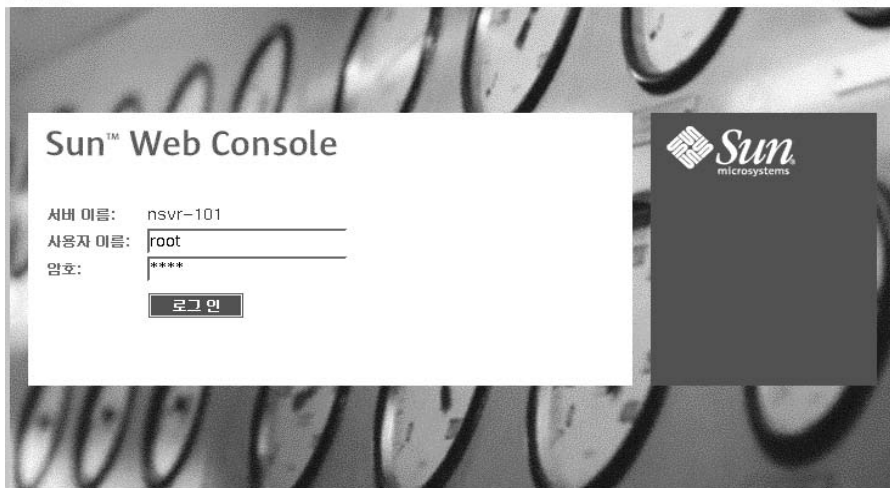 Sun™ Web Console
Sun
microsystems
서버 이름: nsvr-101
사용자 이름: root
암호: ****
로그인